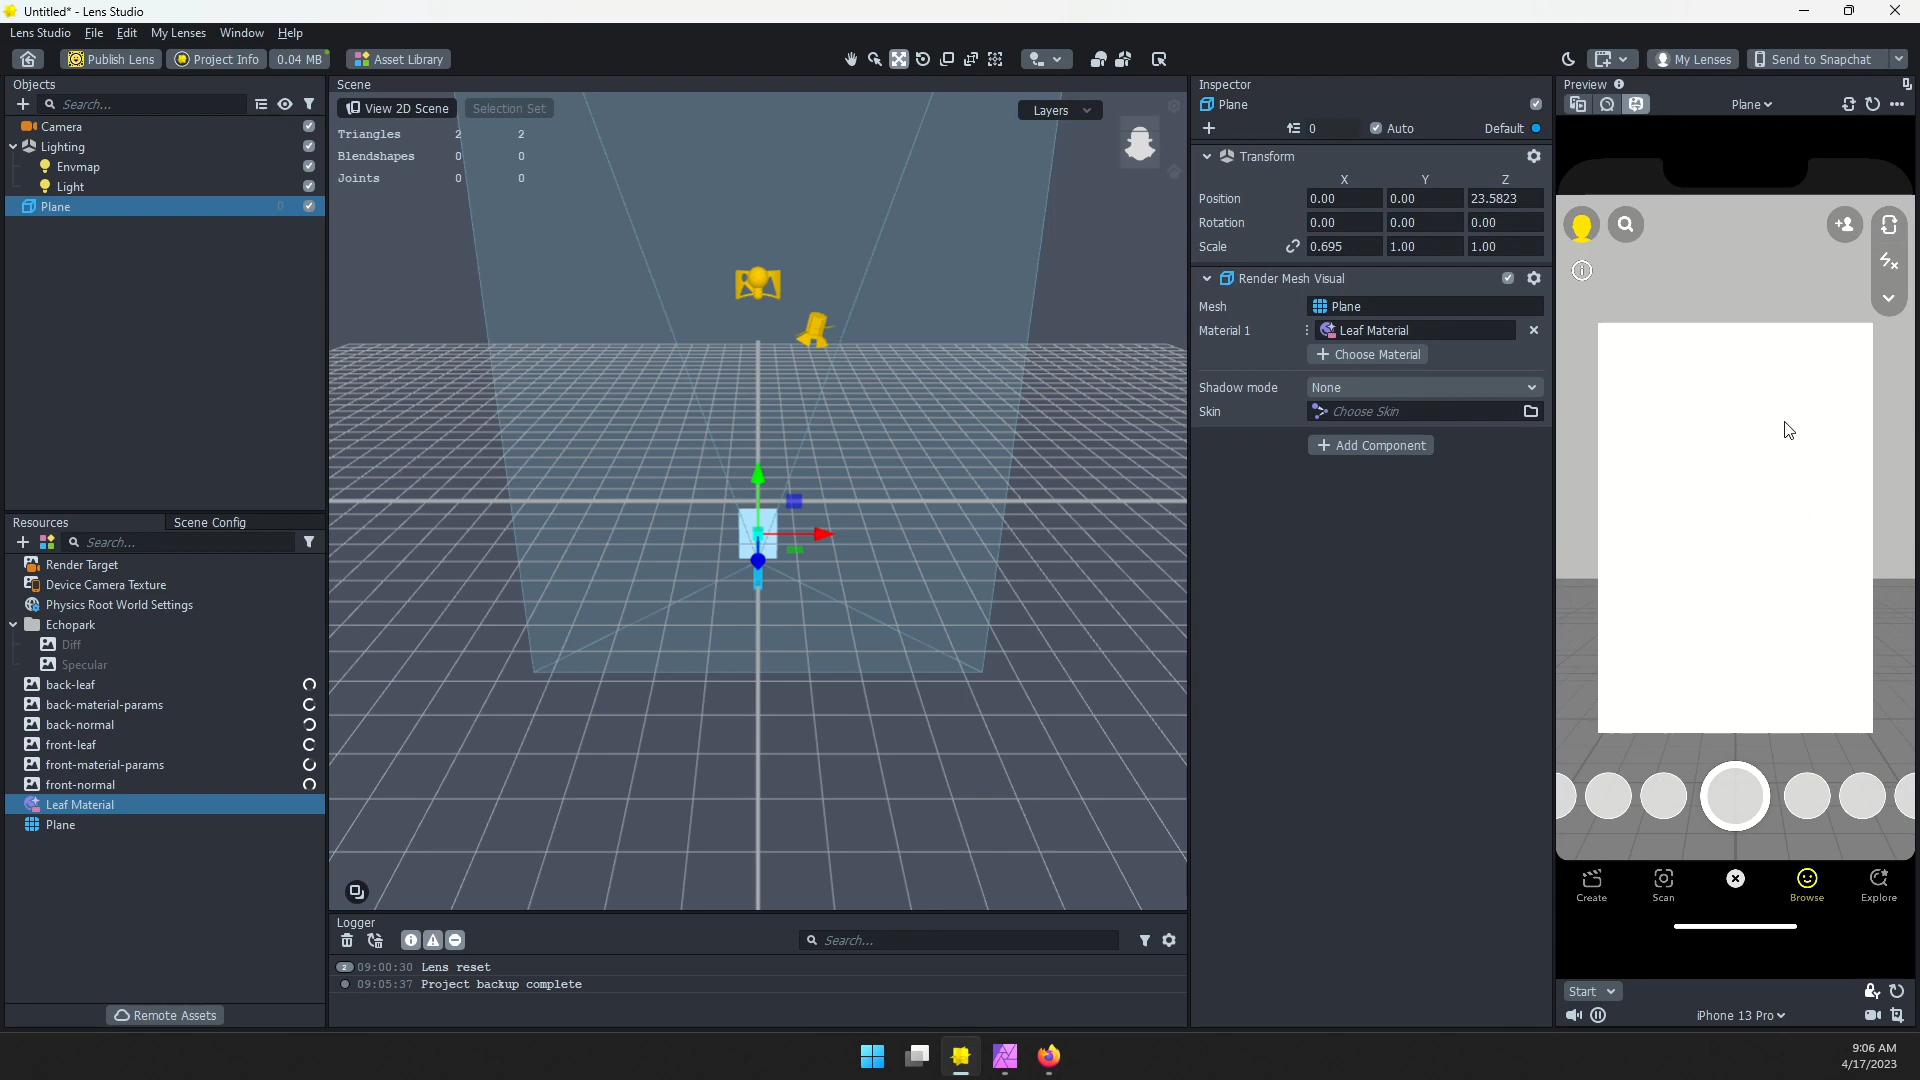 Untitled* - Lens Studio
Lens Studio File Edit My Lenses Window Help
Publish Lens Project Info 0.04 MB Asset Library My Lenses Send to Snapchat
Objects
Search...
Camera
Lighting
Envmap
Light
Plane 0
Resources Scene Config
Search...
Render Target
Device Camera Texture
Physics Root World Settings
Echopark
Diff
Specular
back-leaf
back-material-params
back-normal
front-leaf
front-material-params
front-normal
Leaf Material
Plane
Remote Assets
Scene
View 2D Scene Selection Set Layers
Triangles 2 2
Blendshapes 0 0
Joints 0 0
Logger
Search...
2 09:00:30 Lens reset
09:05:37 Project backup complete
Inspector
Plane
0 Auto Default
Transform
X Y Z
Position 0.00 0.00 23.5823
Rotation 0.00 0.00 0.00
Scale 0.695 1.00 1.00
Render Mesh Visual
Mesh Plane
Material 1 Leaf Material
Choose Material
Shadow mode None
Skin Choose Skin
Add Component
Preview
Plane
Create Scan Browse Explore
Start
iPhone 13 Pro
9:06 AM
4/17/2023